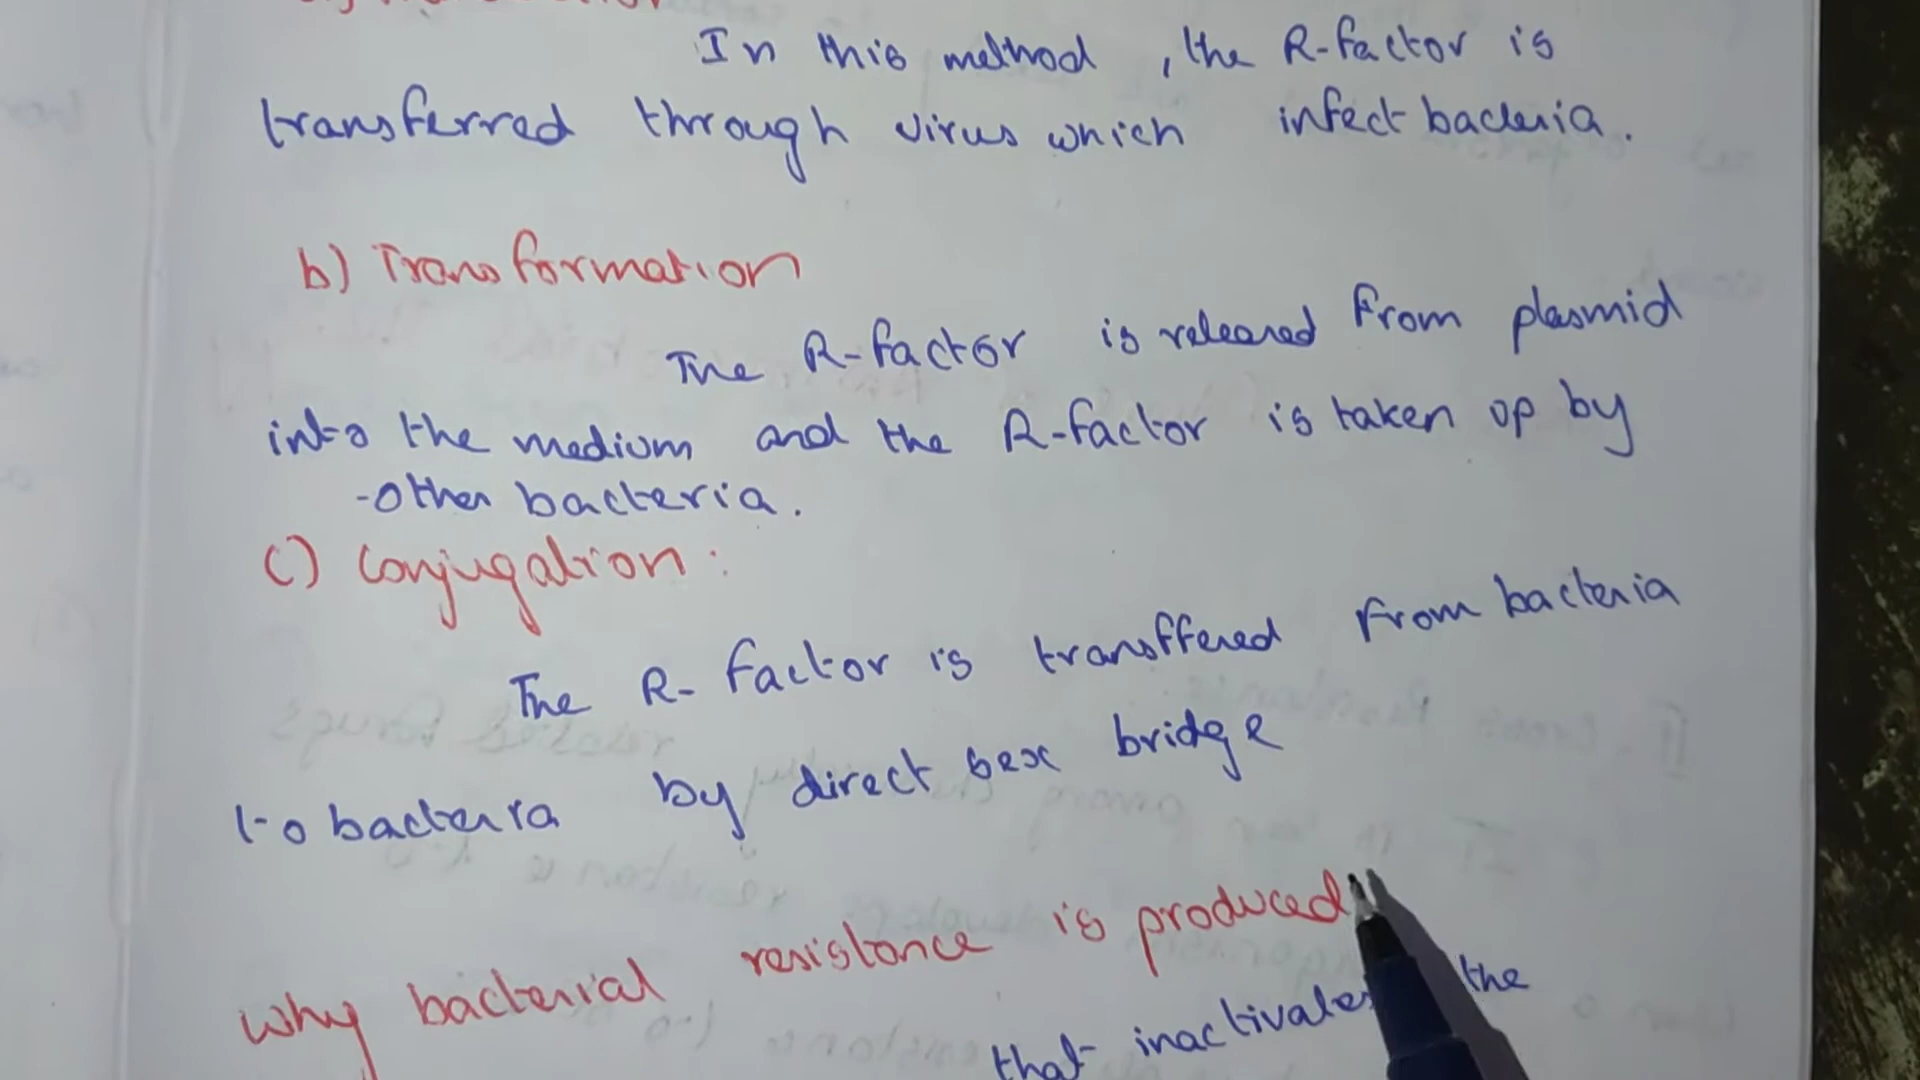 In this method , the R-factor is
transferred through virus which infect bacteria.
b) Transformation
The R-factor is released from plasmid
into the medium and the R-factor is taken up by
-other bacteria.
c) Conjugation :
The R- factor is transffered from bacteria
to bacteria by direct sex bridge
Why bacterial resistance is produced
that inactivates the